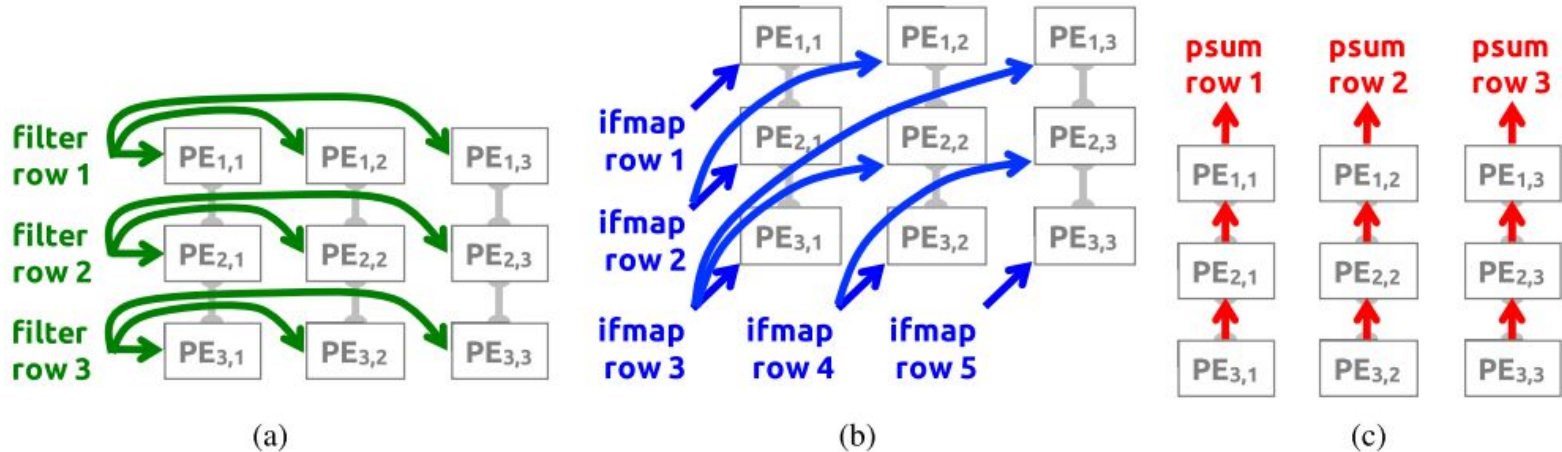 filter
row 1
PE1,1 PE1,2 PE1,3
filter
row 2
PE2,1 PE2,2 PE2,3
filter
row 3
PE3,1 PE3,2 PE3,3
(a)
PE1,1 PE1,2 PE1,3
ifmap
row 1
PE2,1 PE2,2 PE2,3
ifmap
row 2
PE3,1 PE3,2 PE3,3
ifmap
row 3
ifmap
row 4
ifmap
row 5
(b)
psum
row 1
psum
row 2
psum
row 3
PE1,1 PE1,2 PE1,3
PE2,1 PE2,2 PE2,3
PE3,1 PE3,2 PE3,3
(c)